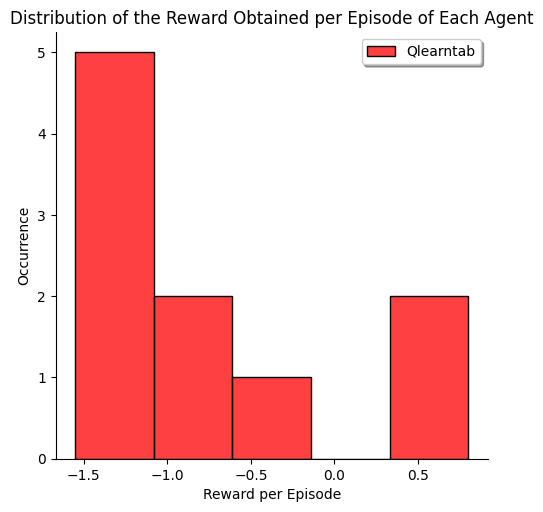 Distribution of the Reward Obtained per Episode of Each Agent
Qlearntab
Occurrence
5
4
3
2
1
0
−1.5 −1.0 −0.5 0.0 0.5
Reward per Episode